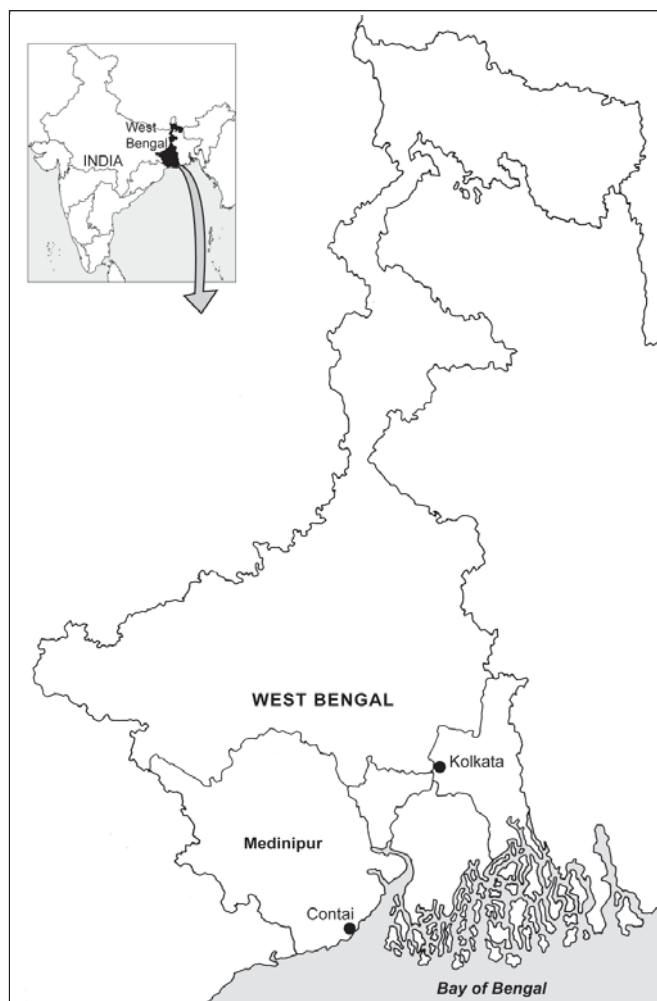 West
Bengal
INDIA
WEST BENGAL
Kolkata
Medinipur
Contai
Bay of Bengal